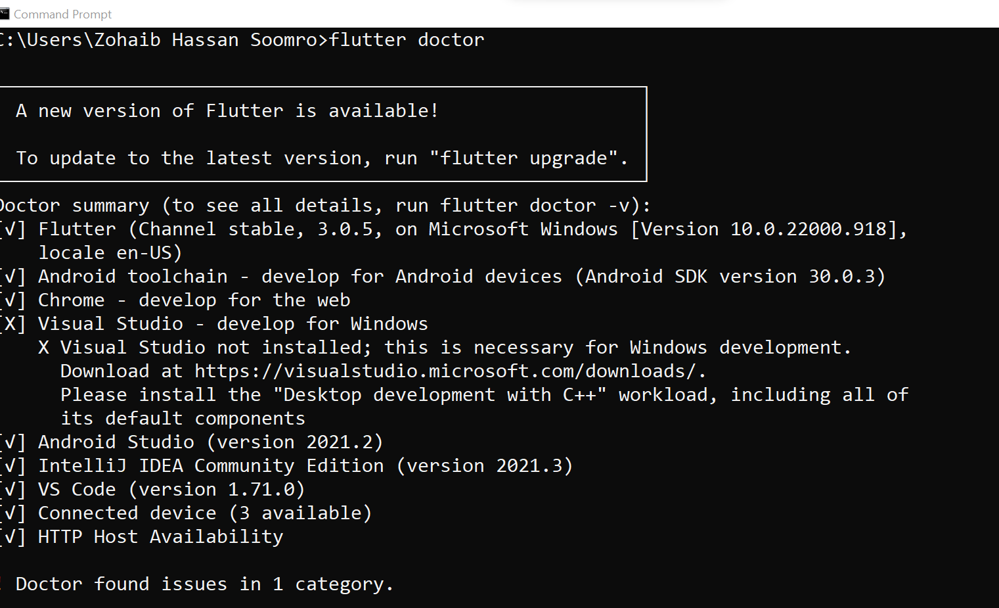 Command Prompt
C:\Users\Zohaib Hassan Soomro>flutter doctor
A new version of Flutter is available!
To update to the latest version, run "flutter upgrade".
Doctor summary (to see all details, run flutter doctor -v):
[√] Flutter (Channel stable, 3.0.5, on Microsoft Windows [Version 10.0.22000.918],
locale en-US)
[√] Android toolchain - develop for Android devices (Android SDK version 30.0.3)
[√] Chrome - develop for the web
[X] Visual Studio - develop for Windows
X Visual Studio not installed; this is necessary for Windows development.
Download at https://visualstudio.microsoft.com/downloads/.
Please install the "Desktop development with C++" workload, including all of
its default components
[√] Android Studio (version 2021.2)
[√] IntelliJ IDEA Community Edition (version 2021.3)
[√] VS Code (version 1.71.0)
[√] Connected device (3 available)
[√] HTTP Host Availability
! Doctor found issues in 1 category.